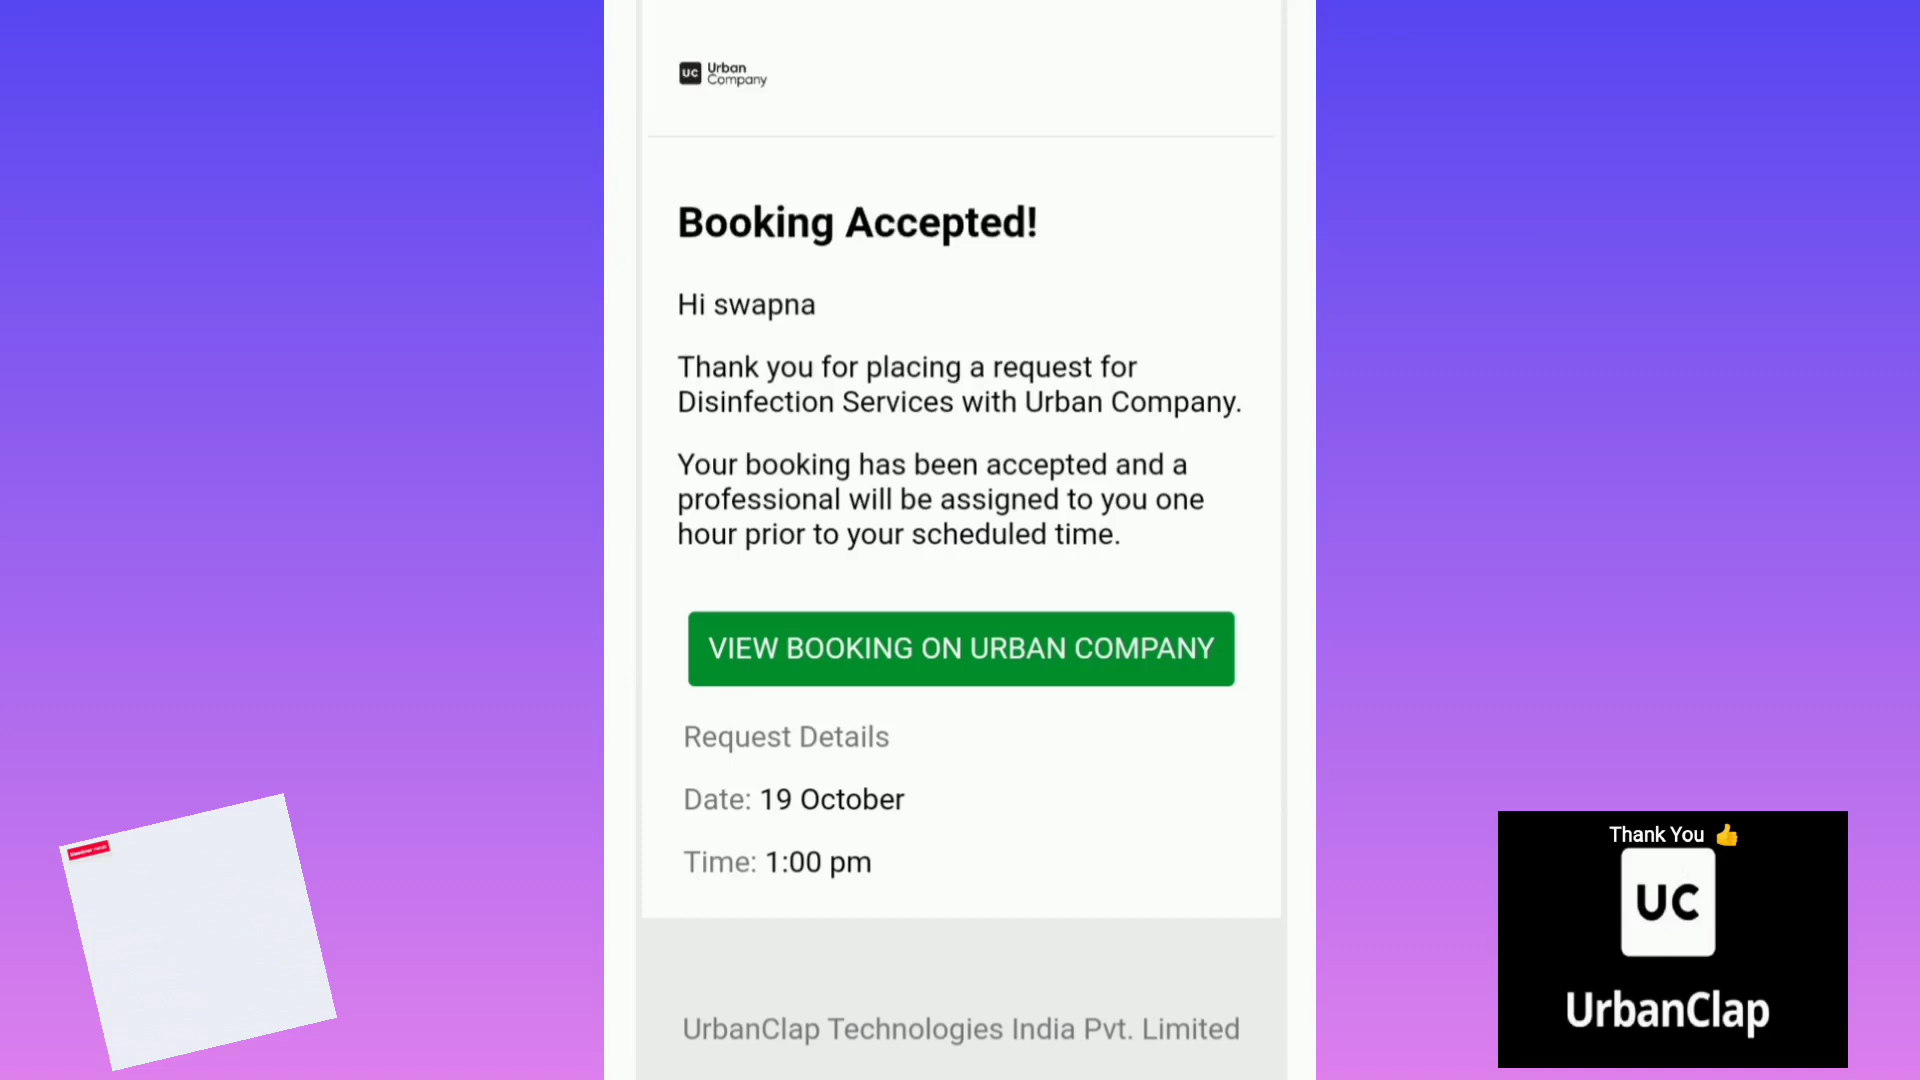 UC Urban
Company
Booking Accepted!
Hi swapna
Thank you for placing a request for
Disinfection Services with Urban Company.
Your booking has been accepted and a
professional will be assigned to you one
hour prior to your scheduled time.
VIEW BOOKING ON URBAN COMPANY
Request Details
Date: 19 October
Time: 1:00 pm
UrbanClap Technologies India Pvt. Limited
Thank You 👍
UC
UrbanClap